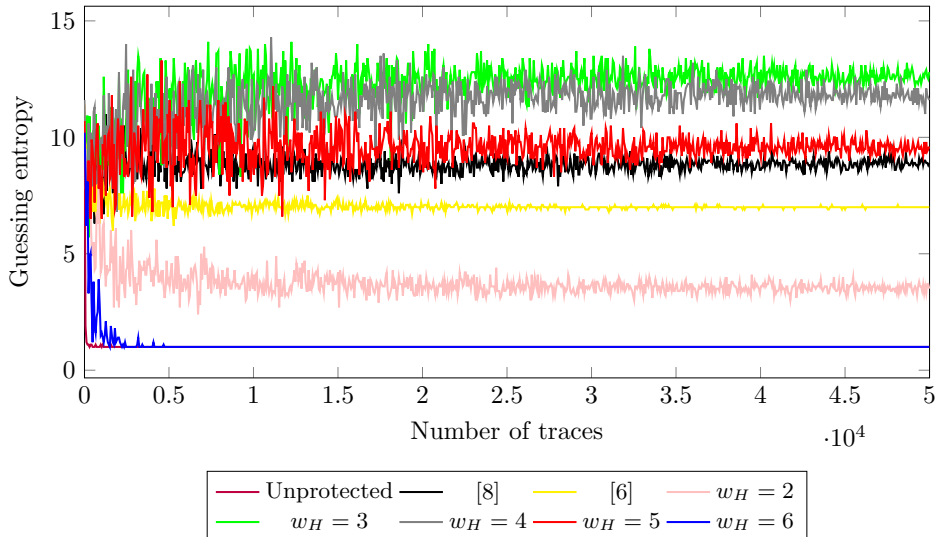 15
10
5
0
Guessing entropy
0 0.5 1 1.5 2 2.5 3 3.5 4 4.5 5
Number of traces
·10⁴
Unprotected [8] [6] w_H = 2
w_H = 3 w_H = 4 w_H = 5 w_H = 6